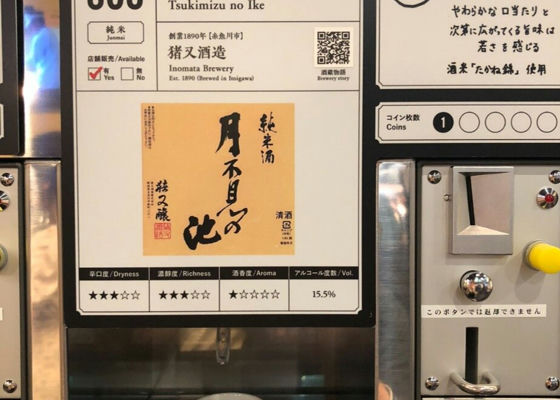 Tsukimizu no Ike
純米
Junmai
創業1890年 [糸魚川市]
猪又酒造
Inomata Brewery
Est. 1890 (Brewed in Itoigawa)
店舗販売/Available
有
Yes
無
No
酒蔵物語
Brewery story
純米酒
月不見の池
猪又醸
清酒
辛口度/Dryness
濃醇度/Richness
酒香度/Aroma
アルコール度数/Vol.
★★★☆☆
★★★☆☆
★☆☆☆☆
15.5%
やわらかな口当たりと
次第に広がってくる旨味は
若さを感じる
酒米「たかね錦」使用
コイン枚数
Coins
1
このボタンでは返却できません